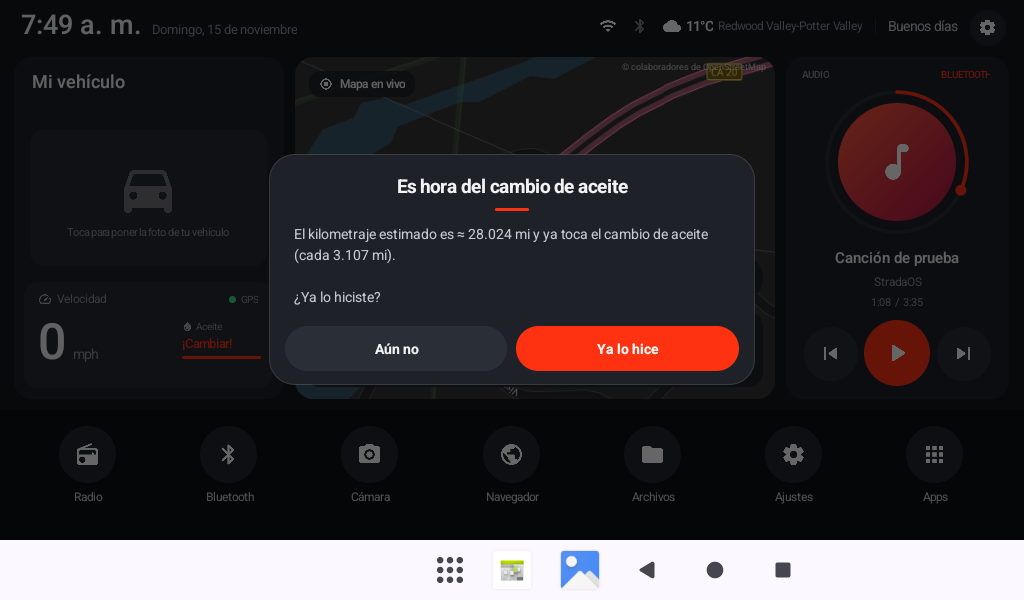 7:49 a. m. Domingo, 15 de noviembre
11°C Redwood Valley-Potter Valley
Buenos días
Mi vehículo
Toca para poner la foto de tu vehículo
Velocidad
GPS
0 mph
Aceite
¡Cambiar!
Mapa en vivo
© colaboradores de OpenStreetMap
CA 20
Es hora del cambio de aceite
El kilometraje estimado es ≈ 28.024 mi y ya toca el cambio de aceite
(cada 3.107 mi).
¿Ya lo hiciste?
Aún no
Ya lo hice
AUDIO
BLUETOOTH
Canción de prueba
StradaOS
1:08 / 3:35
Radio
Bluetooth
Cámara
Navegador
Archivos
Ajustes
Apps